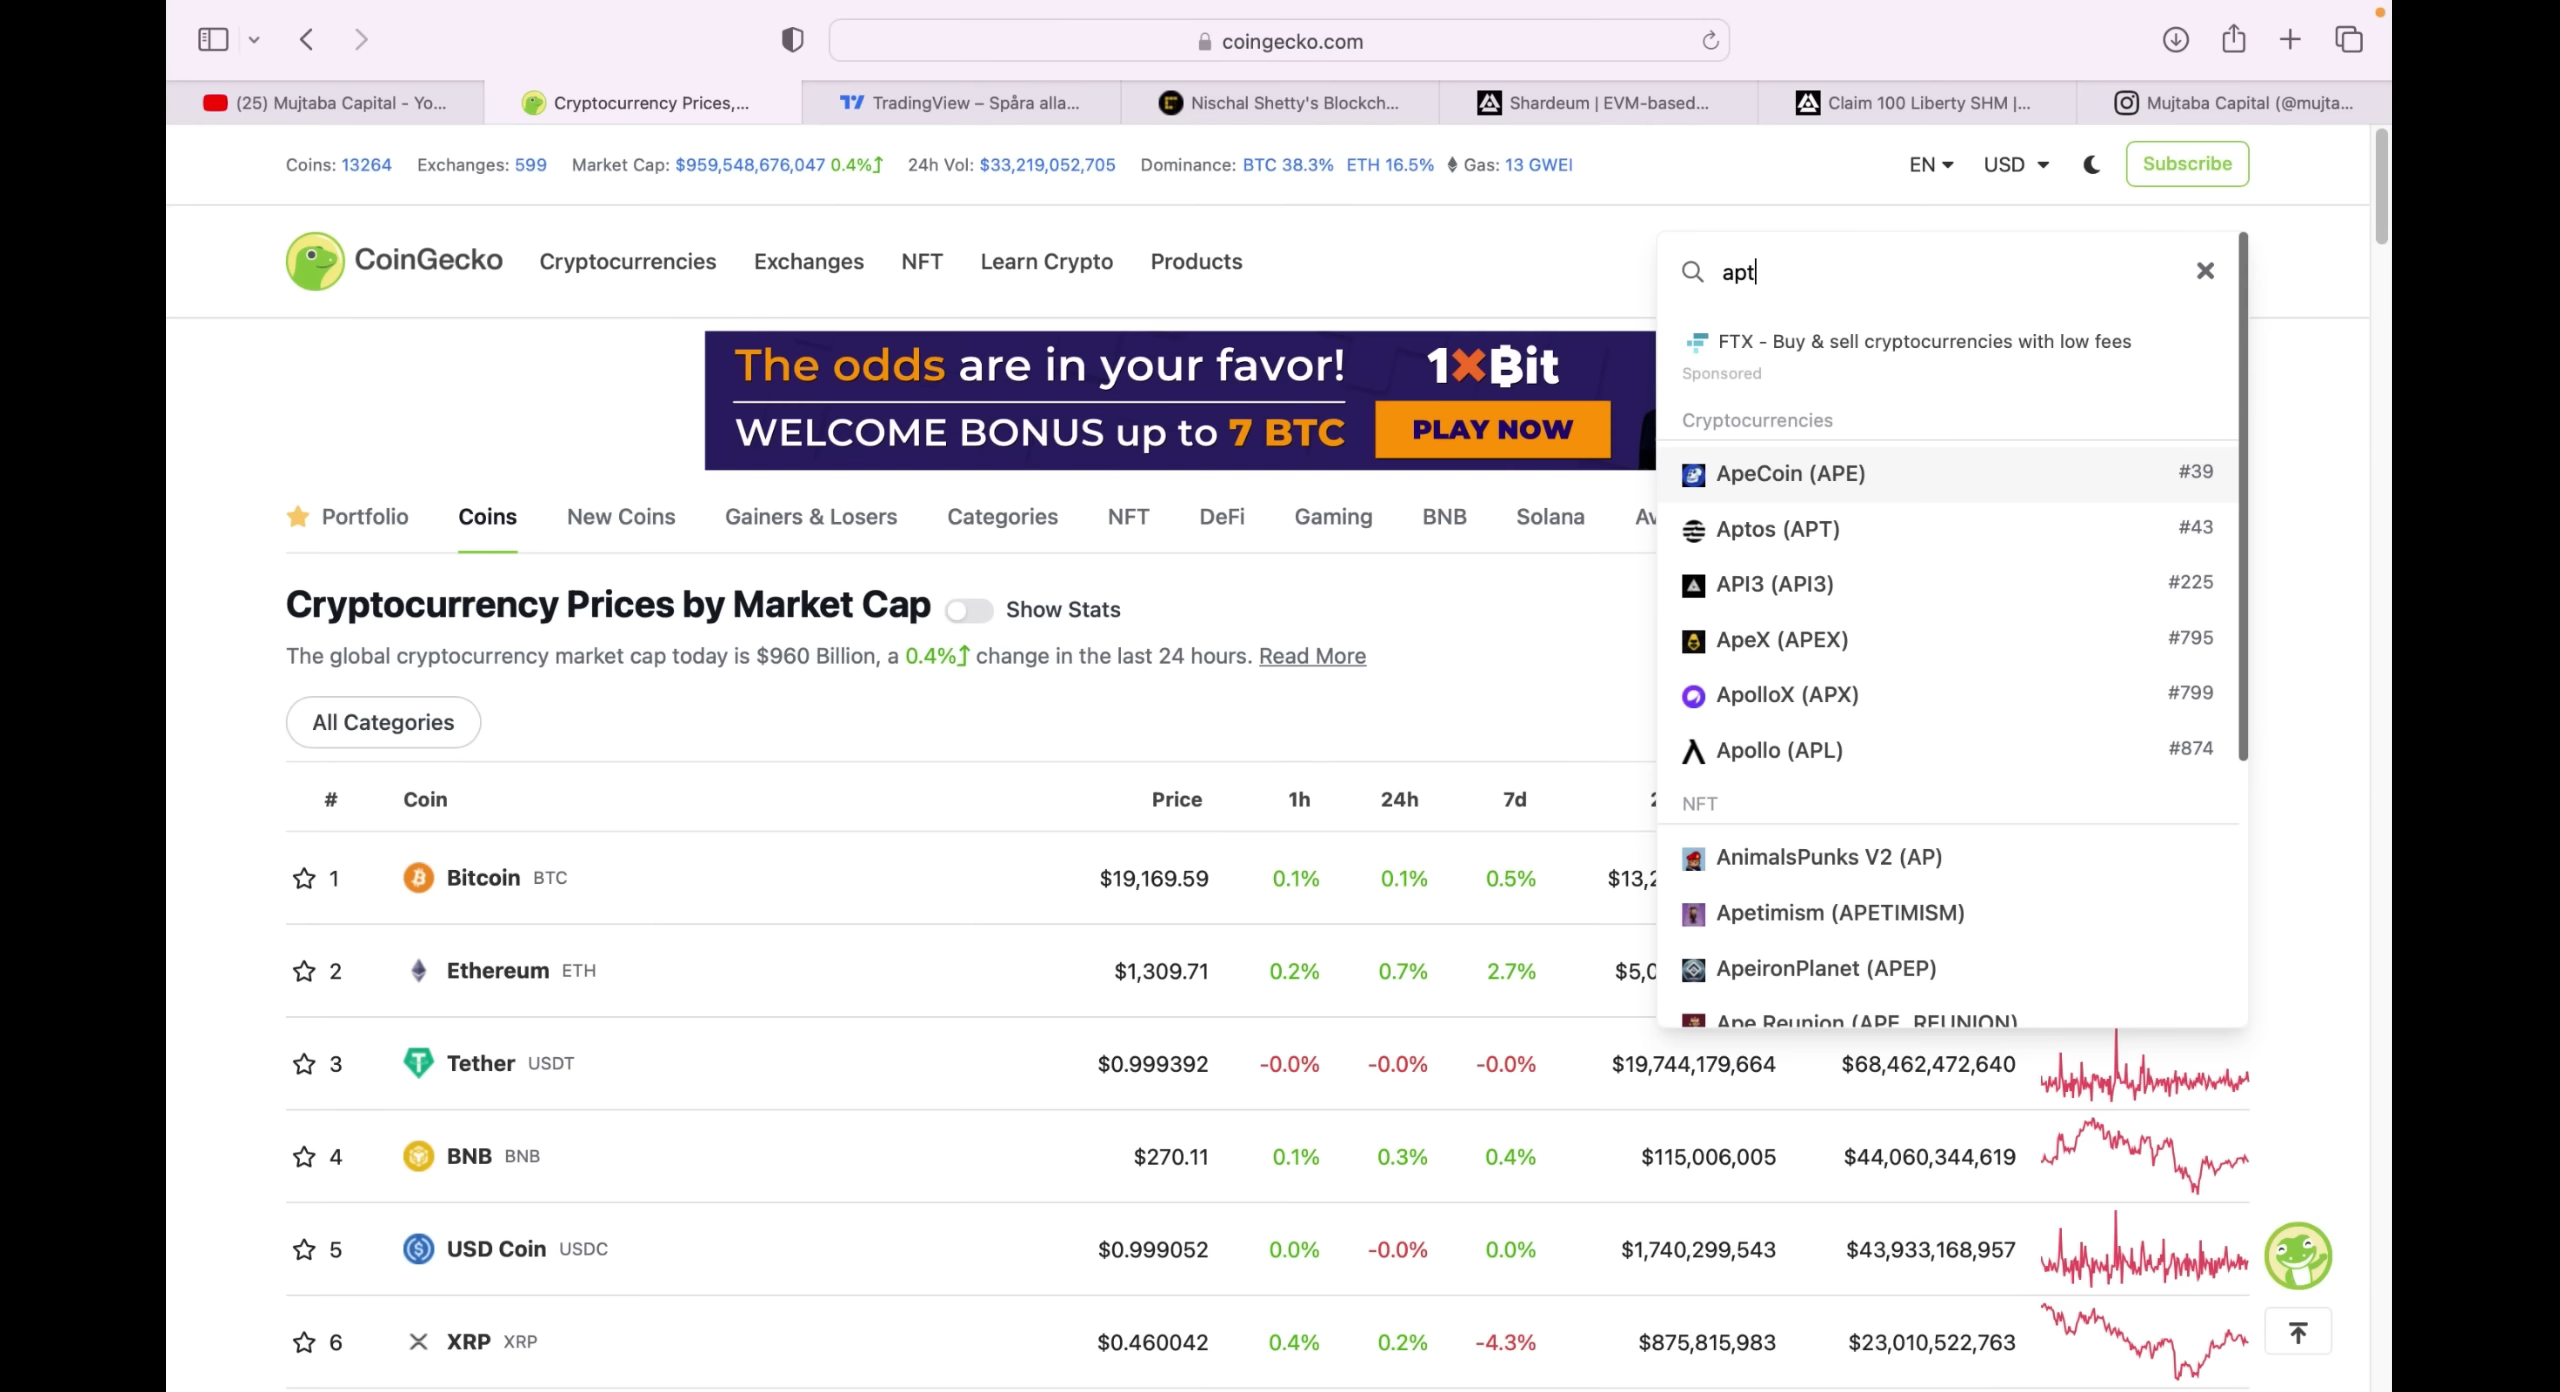 coingecko.com
(25) Mujtaba Capital - Yo...
Cryptocurrency Prices,...
TradingView – Spåra alla...
Nischal Shetty's Blockch...
Shardeum | EVM-based...
Claim 100 Liberty SHM |...
Mujtaba Capital (@mujta...
Coins: 13264 Exchanges: 599 Market Cap: $959,548,676,047 0.4% 24h Vol: $33,219,052,705 Dominance: BTC 38.3% ETH 16.5% Gas: 13 GWEI
EN USD Subscribe
CoinGecko Cryptocurrencies Exchanges NFT Learn Crypto Products
apt
FTX - Buy & sell cryptocurrencies with low fees
Sponsored
Cryptocurrencies
ApeCoin (APE) #39
Aptos (APT) #43
API3 (API3) #225
ApeX (APEX) #795
ApolloX (APX) #799
Apollo (APL) #874
NFT
AnimalsPunks V2 (AP)
Apetimism (APETIMISM)
ApeironPlanet (APEP)
Ape Reunion (APE_REUNION)
The odds are in your favor!
WELCOME BONUS up to 7 BTC
1×Bit
PLAY NOW
Portfolio Coins New Coins Gainers & Losers Categories NFT DeFi Gaming BNB Solana Av
Cryptocurrency Prices by Market Cap Show Stats
The global cryptocurrency market cap today is $960 Billion, a 0.4% change in the last 24 hours. Read More
All Categories
# Coin Price 1h 24h 7d 2
1 Bitcoin BTC $19,169.59 0.1% 0.1% 0.5% $13,2
2 Ethereum ETH $1,309.71 0.2% 0.7% 2.7% $5,0
3 Tether USDT $0.999392 -0.0% -0.0% -0.0% $19,744,179,664 $68,462,472,640
4 BNB BNB $270.11 0.1% 0.3% 0.4% $115,006,005 $44,060,344,619
5 USD Coin USDC $0.999052 0.0% -0.0% 0.0% $1,740,299,543 $43,933,168,957
6 XRP XRP $0.460042 0.4% 0.2% -4.3% $875,815,983 $23,010,522,763